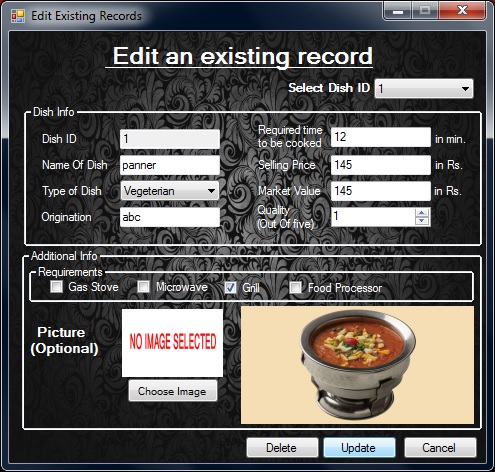 Edit Existing Records
Edit an existing record
Select Dish ID 1
Dish Info
Dish ID 1
Name Of Dish panner
Type of Dish Vegeterian
Origination abc
Required time
to be cooked 12 in min.
Selling Price 145 in Rs.
Market Value 145 in Rs.
Quality
(Out Of five) 1
Additional Info
Requirements
Gas Stove Microwave Grill Food Processor
Picture
(Optional)
NO IMAGE SELECTED
Choose Image
Delete Update Cancel